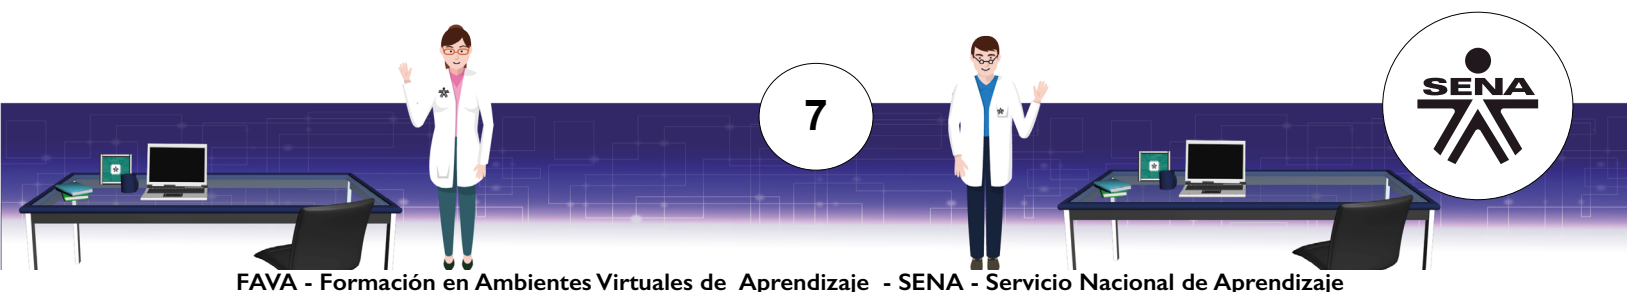 7
SENA
FAVA - Formación en Ambientes Virtuales de Aprendizaje - SENA - Servicio Nacional de Aprendizaje